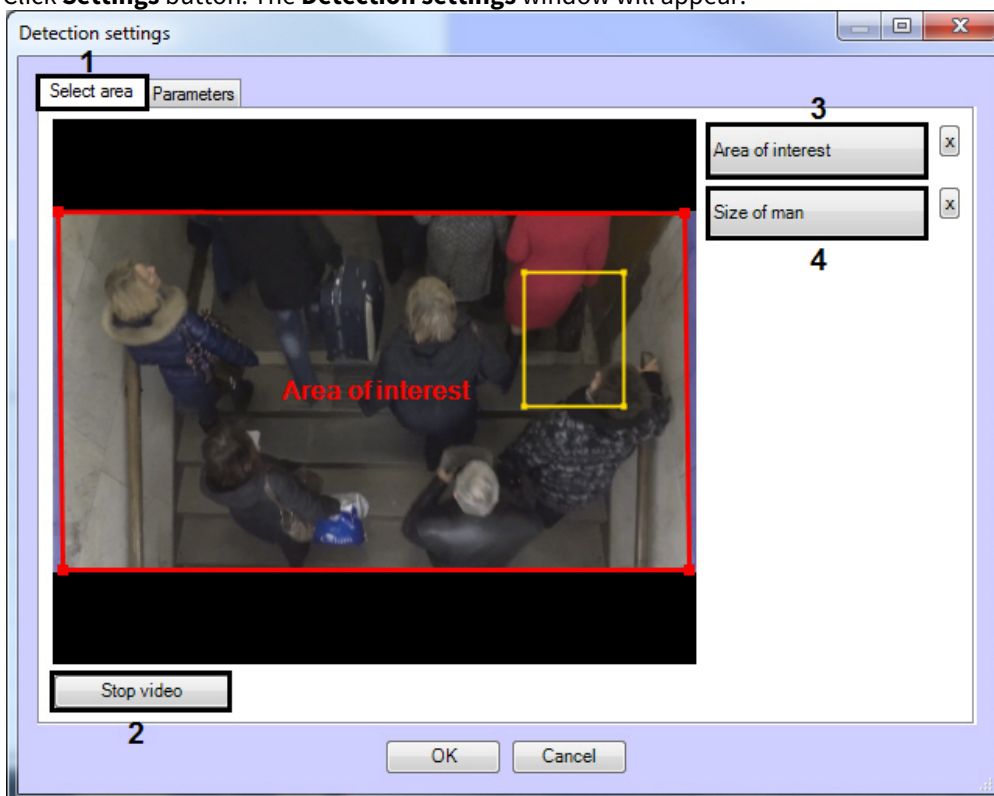 Click Settings button. The Detection settings window will appear.
Detection settings
X
1
Select area
Parameters
3
Area of interest
x
Size of man
x
4
Area of interest
Stop video
2
OK
Cancel